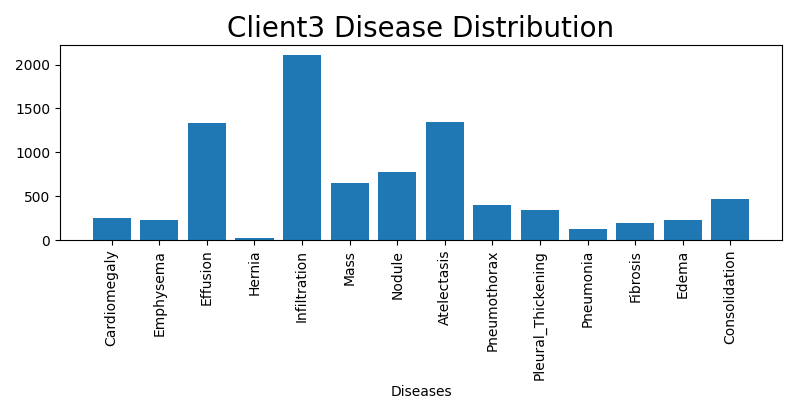 Client3 Disease Distribution
2000
1500
1000
500
0
Cardiomegaly
Emphysema
Effusion
Hernia
Infiltration
Mass
Nodule
Atelectasis
Pneumothorax
Pleural_Thickening
Pneumonia
Fibrosis
Edema
Consolidation
Diseases